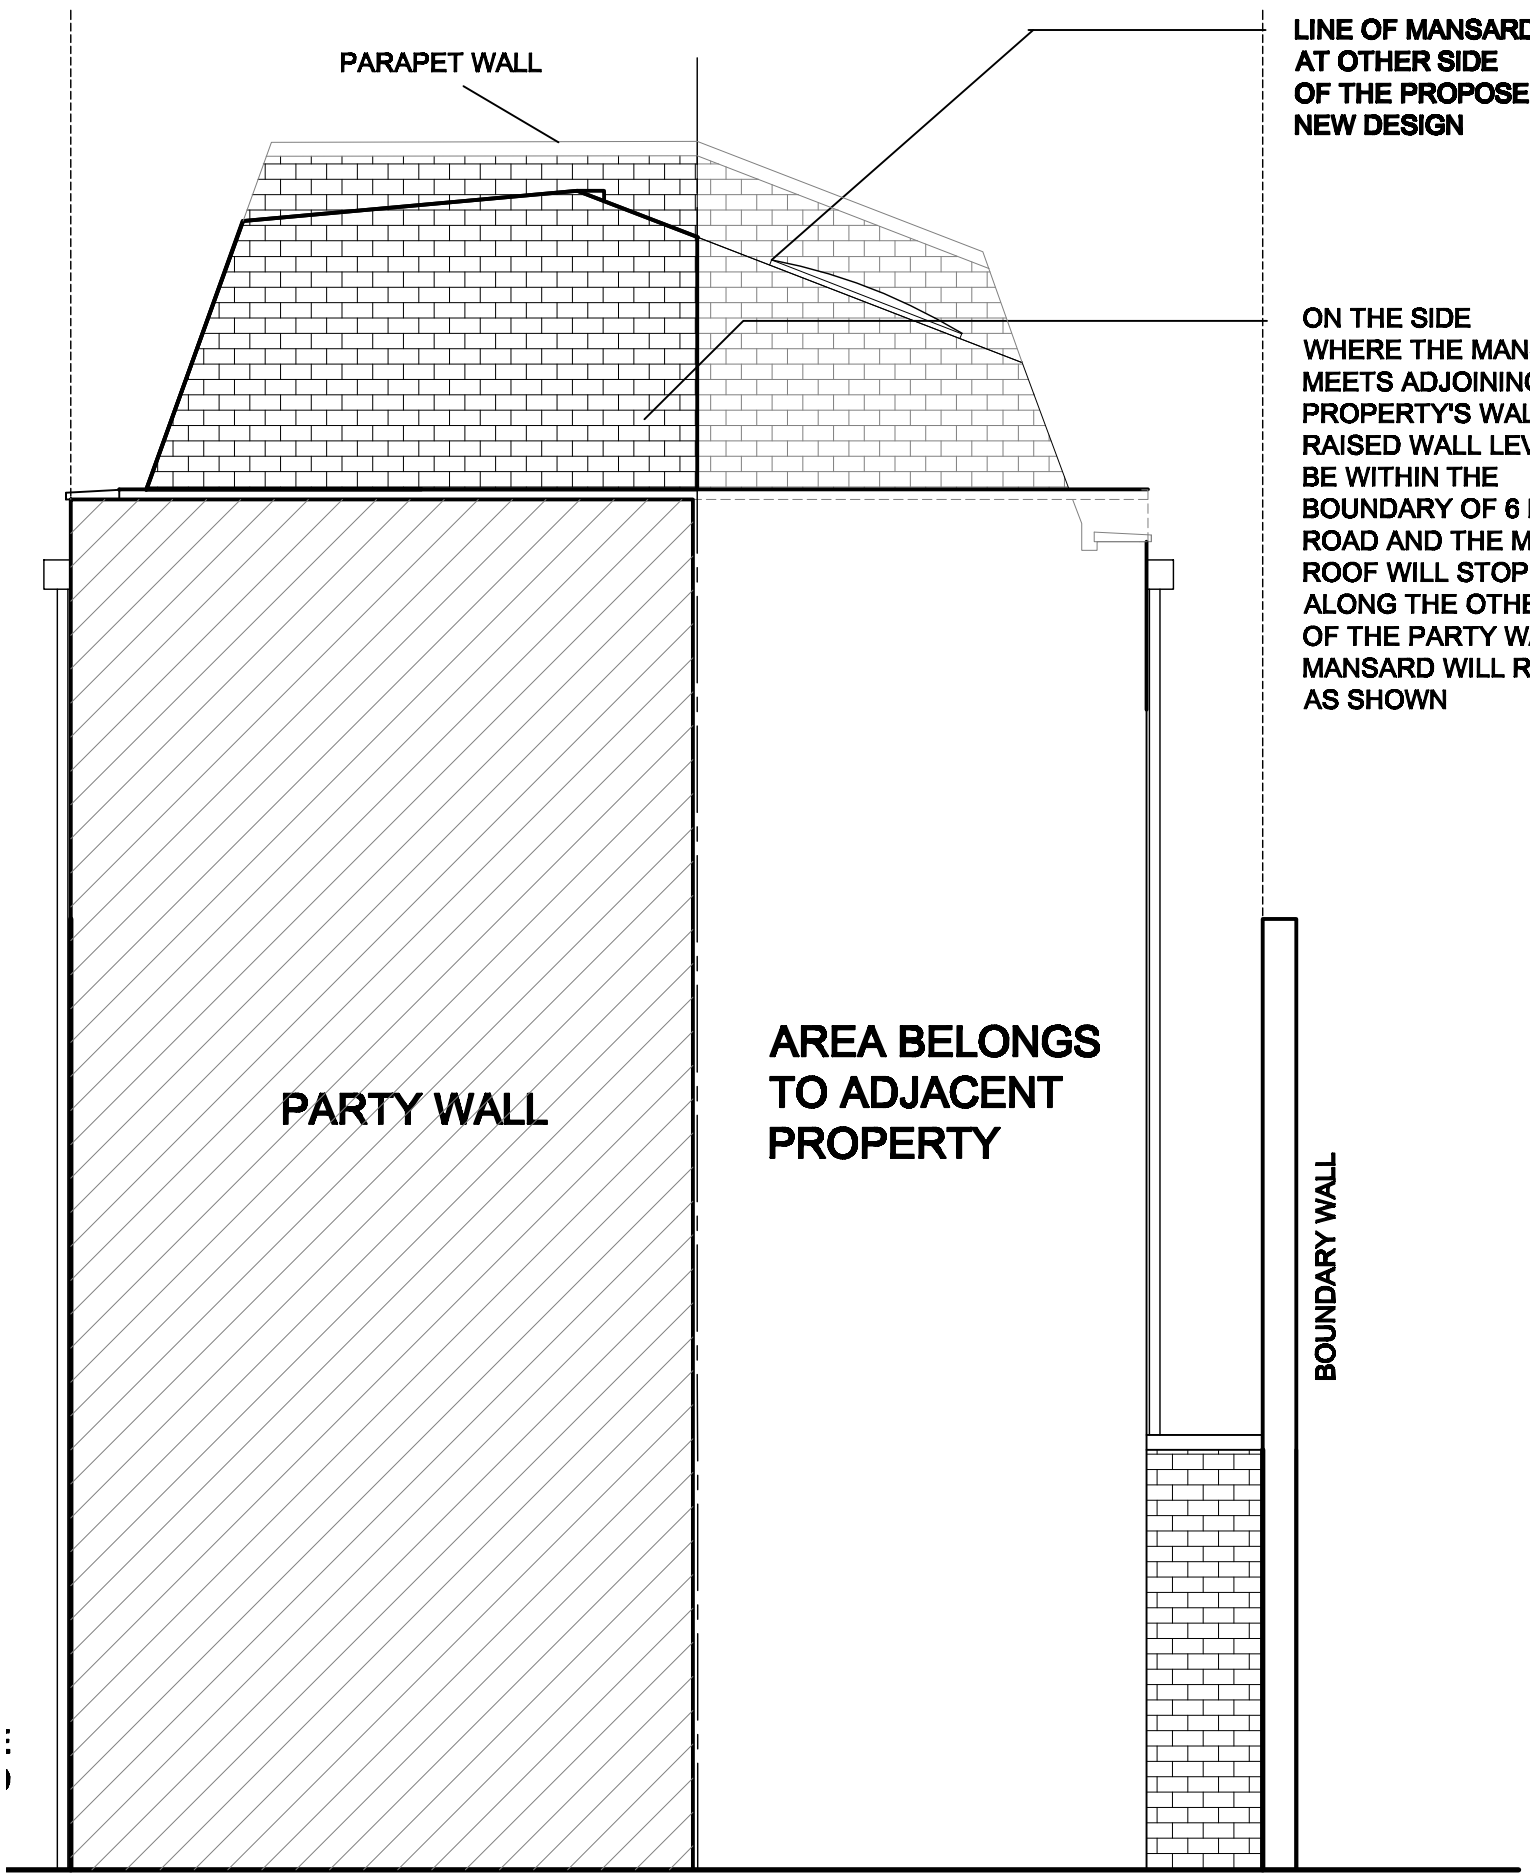 PARAPET WALL
LINE OF MANSARD
AT OTHER SIDE
OF THE PROPOSE
NEW DESIGN
ON THE SIDE
WHERE THE MAN
MEETS ADJOINING
PROPERTY'S WAL
RAISED WALL LEV
BE WITHIN THE
BOUNDARY OF 6
ROAD AND THE M
ROOF WILL STOP
ALONG THE OTHE
OF THE PARTY WA
MANSARD WILL R
AS SHOWN
AREA BELONGS
TO ADJACENT
PROPERTY
PARTY WALL
BOUNDARY WALL